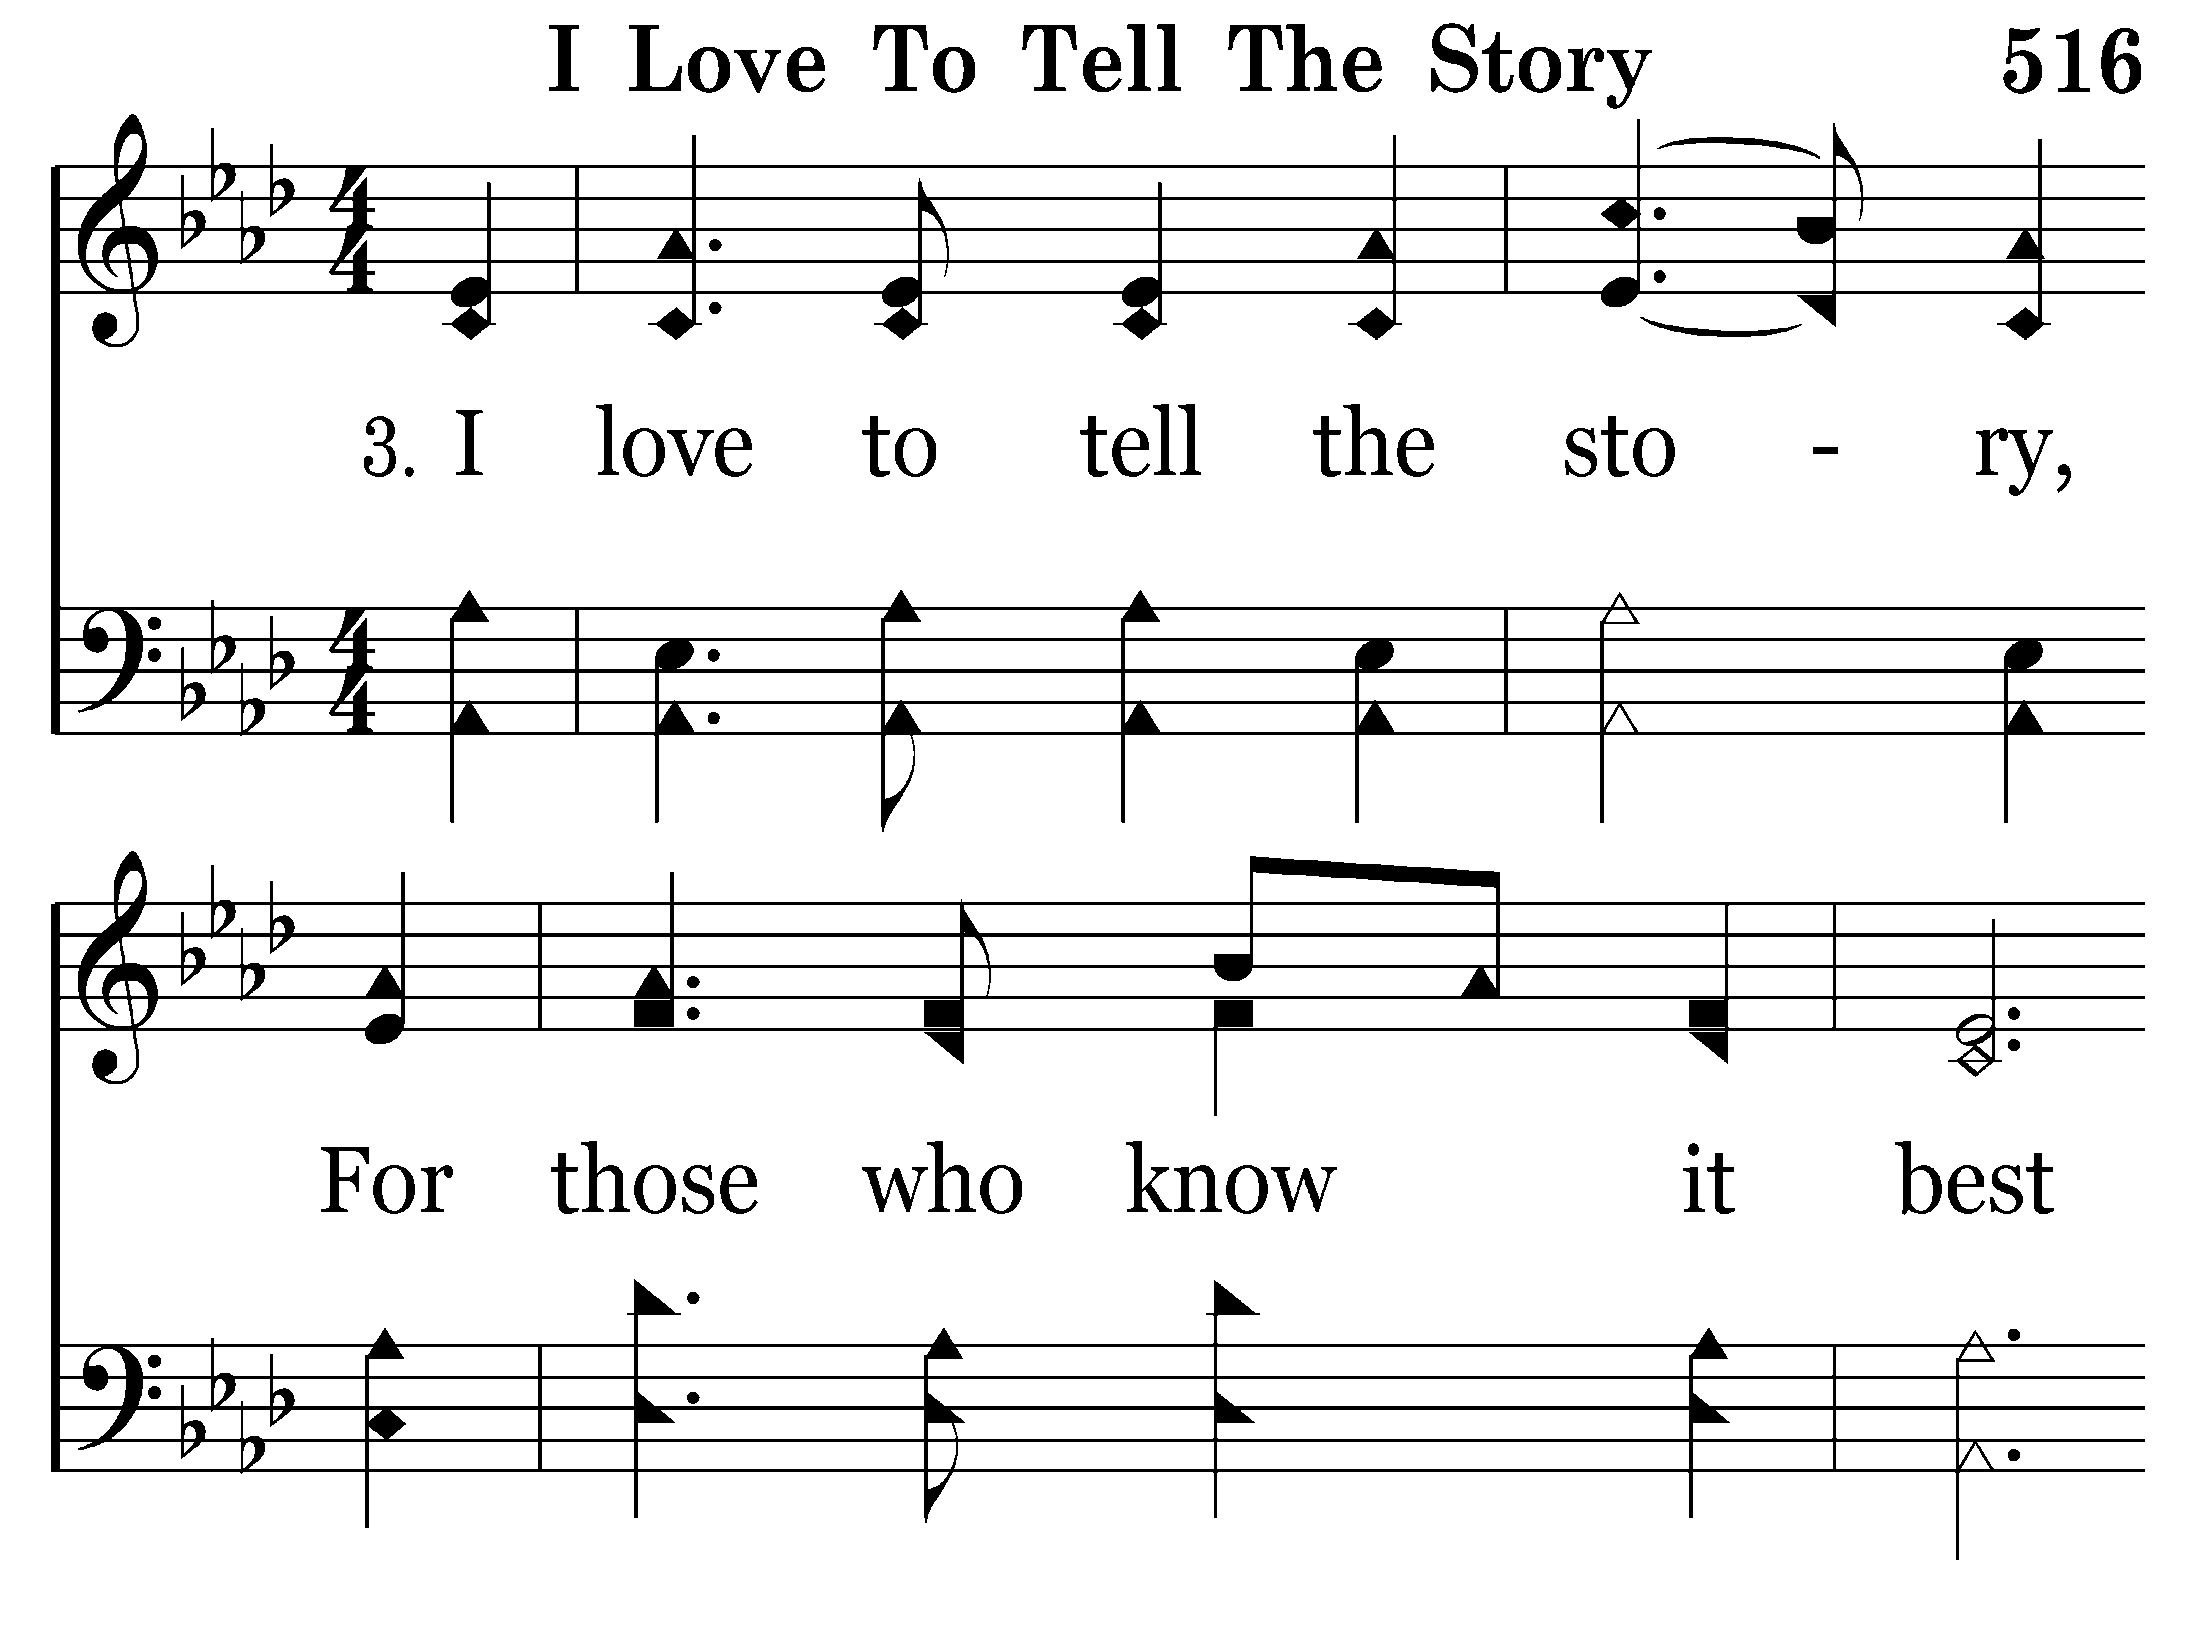 I Love To Tell The Story 516
3. I love to tell the sto - ry,
For those who know it best